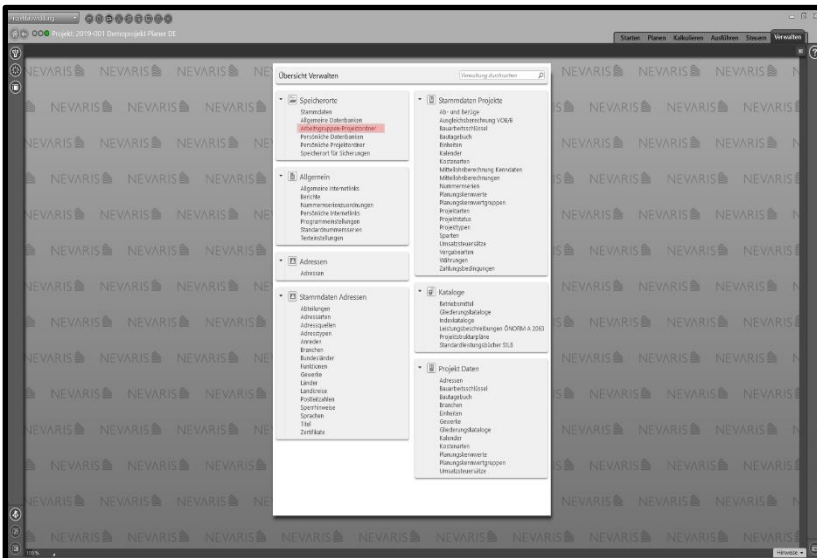 Projekt: 2019-001 Demoprojekt Planer DE
Starten Planen Kalkulieren Ausführen Steuern Verwalten
NEVARIS
Übersicht Verwalten
Speicherorte
Stammdaten
Allgemeine Datenbanken
Arbeitsgruppen-Projektordner
Persönliche Datenbanken
Persönliche Projektordner
Speicherort für Sicherungen
Allgemein
Allgemeine Internetlinks
Berichte
Nummernserienzuordnungen
Persönliche Internetlinks
Programmeinstellungen
Standardnummernserien
Texteinstellungen
Adressen
Adressen
Stammdaten Adressen
Abteilungen
Adressarten
Adressquellen
Adresstypen
Anreden
Branchen
Bundesländer
Funktionen
Gewerke
Länder
Landkreise
Postleitzahlen
Sperrhinweise
Sprachen
Titel
Zertifikate
Stammdaten Projekte
Ab- und Bezüge
Ausgleichsberechnung VOB/B
Bauarbeitsschlüssel
Bautagebuch
Einheiten
Kalender
Kostenarten
Mittellohnberechnung Kenndaten
Mittellohnberechnungen
Nummernserien
Planungskennwerte
Planungskennwertgruppen
Projektarten
Projektstatus
Projekttypen
Sparten
Umsatzsteuersätze
Vergabearten
Währungen
Zahlungsbedingungen
Kataloge
Betriebsmittel
Gliederungskataloge
Indexkataloge
Leistungsbeschreibungen ÖNORM A 2063
Projektstrukturpläne
Standardleistungsbücher StLB
Projekt Daten
Adressen
Bauarbeitsschlüssel
Bautagebuch
Branchen
Einheiten
Gewerke
Gliederungskataloge
Kalender
Kostenarten
Planungskennwerte
Planungskennwertgruppen
Umsatzsteuersätze
Hinweise